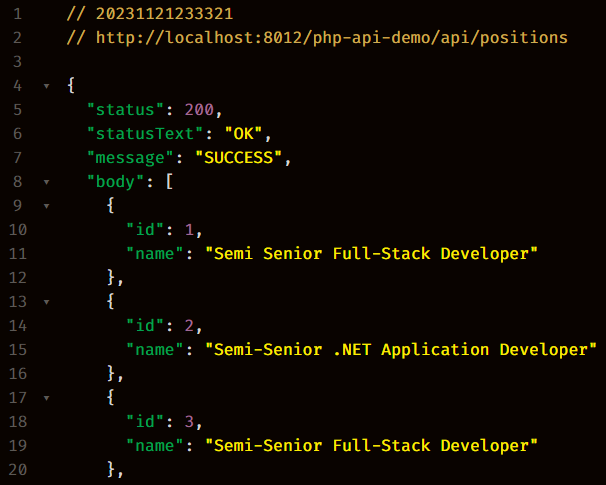 1 // 20231121233321
2 // http://localhost:8012/php-api-demo/api/positions
3
4 {
5 "status": 200,
6 "statusText": "OK",
7 "message": "SUCCESS",
8 "body": [
9 {
10 "id": 1,
11 "name": "Semi Senior Full-Stack Developer"
12 },
13 {
14 "id": 2,
15 "name": "Semi-Senior .NET Application Developer"
16 },
17 {
18 "id": 3,
19 "name": "Semi-Senior Full-Stack Developer"
20 },